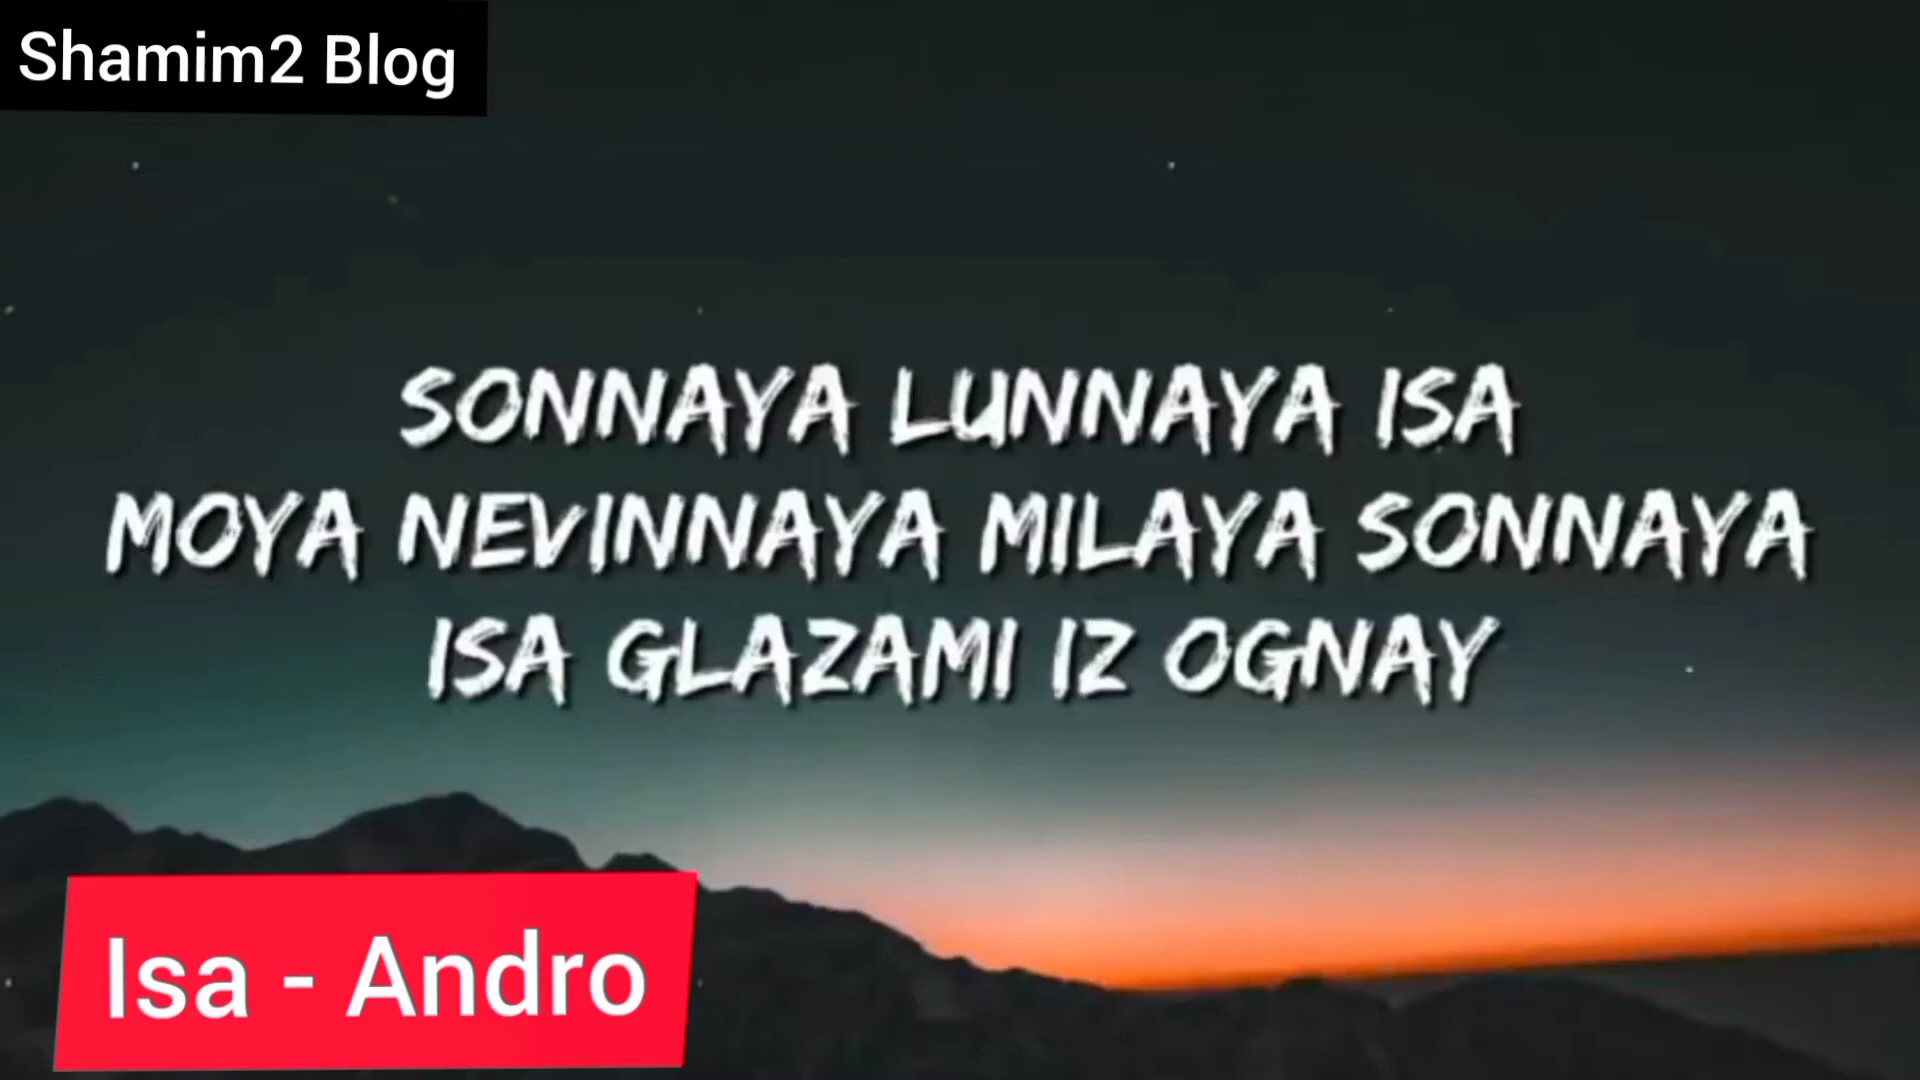 Shamim2 Blog
SONNAYA LUNNAYA ISA
MOYA NEVINNAYA MILAYA SONNAYA
ISA GLAZAMI IZ OGNAY
Isa - Andro